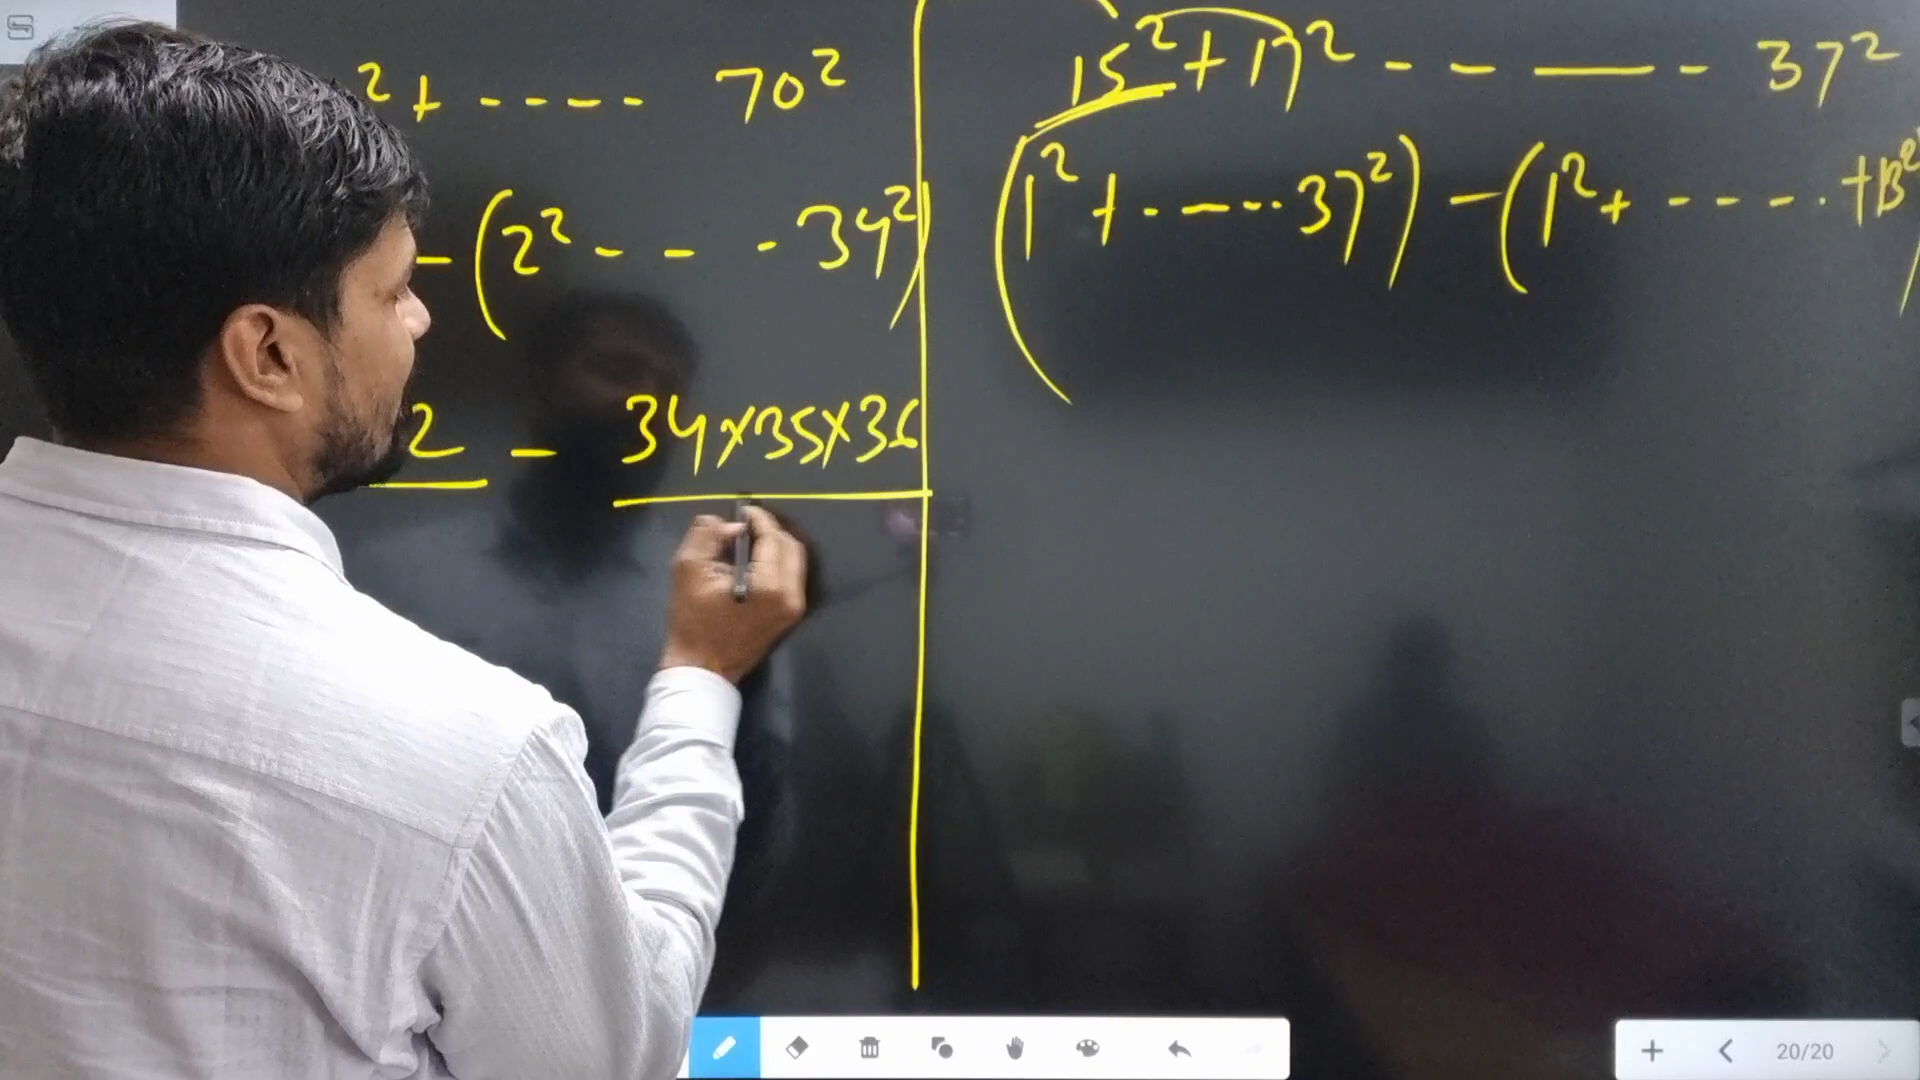 ² + ---- 70²
- (2² - - - 34²)
2 - 34×35×36
15² + 17² - - — - 37²
(1² + ..... 37²) - (1² + - - - - . + 13²)
20/20